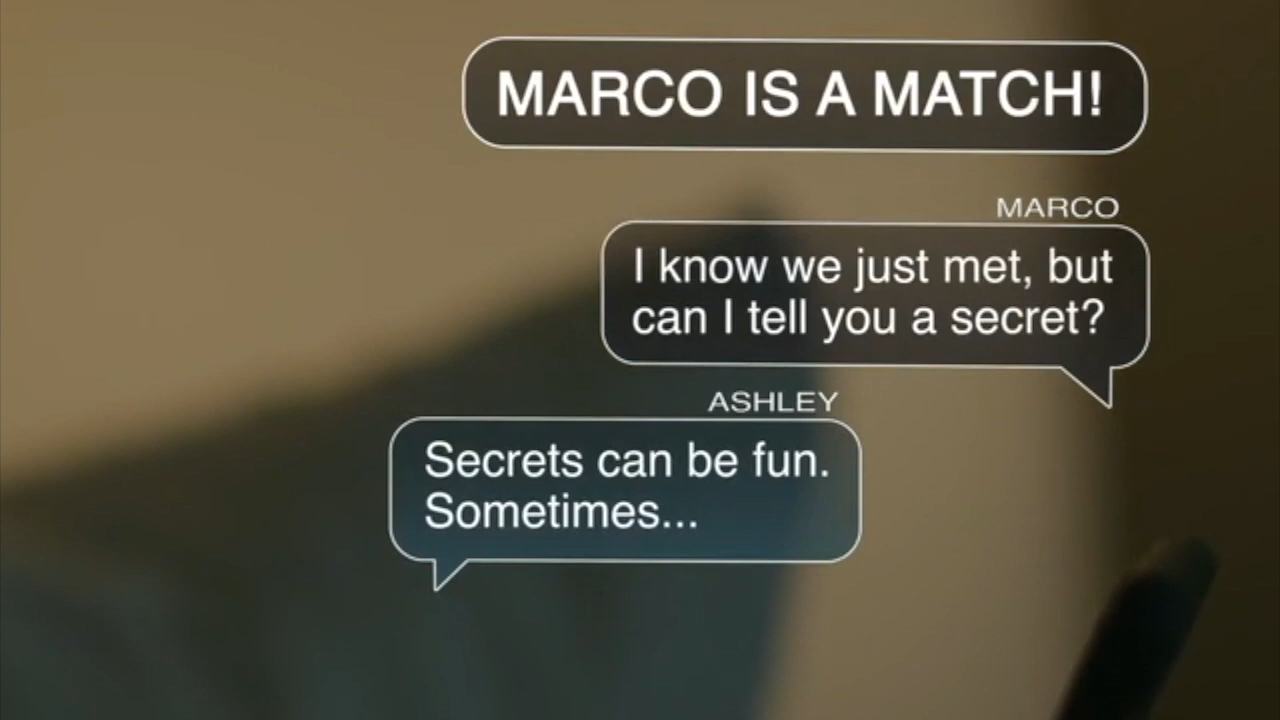 MARCO IS A MATCH!
MARCO
I know we just met, but
can I tell you a secret?
ASHLEY
Secrets can be fun.
Sometimes...